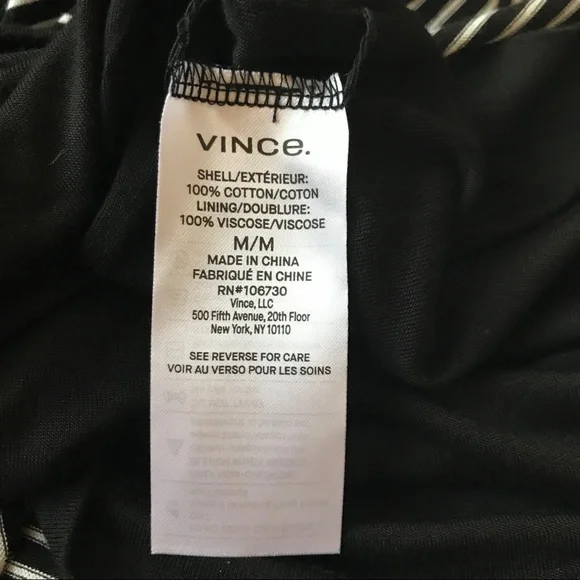 VINCe.
SHELL/EXTÉRIEUR:
100% COTTON/COTON
LINING/DOUBLURE:
100% VISCOSE/VISCOSE
M/M
MADE IN CHINA
FABRIQUÉ EN CHINE
RN#106730
Vince, LLC
500 Fifth Avenue, 20th Floor
New York, NY 10110
SEE REVERSE FOR CARE
VOIR AU VERSO POUR LES SOINS